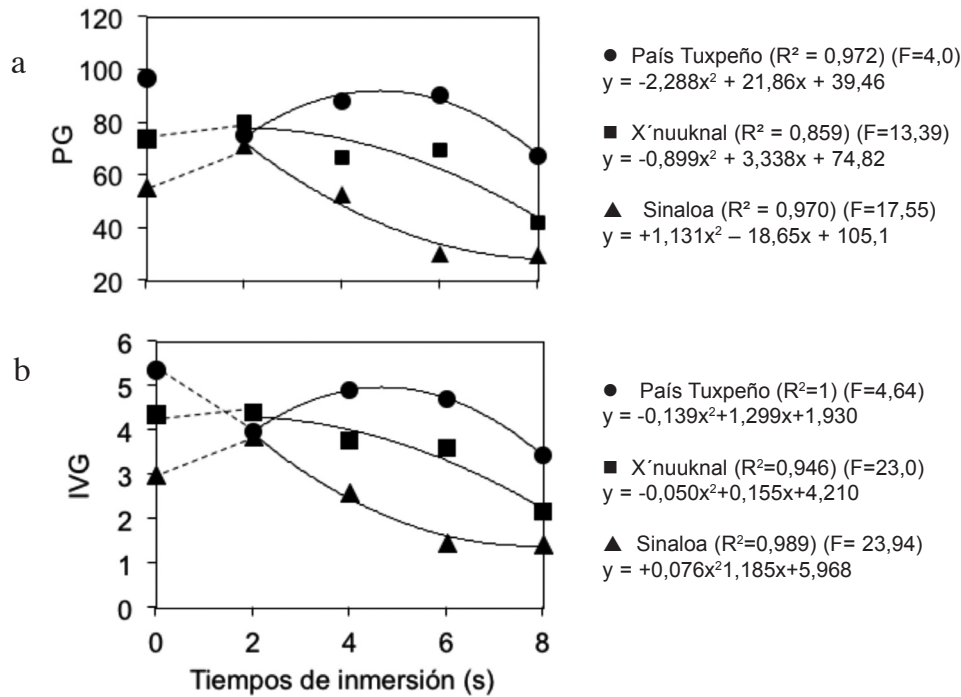 a
PG
120
100
80
60
40
20
● País Tuxpeño (R² = 0,972) (F=4,0)
y = -2,288x² + 21,86x + 39,46
■ X´nuuknal (R² = 0,859) (F=13,39)
y = -0,899x² + 3,338x + 74,82
▲ Sinaloa (R² = 0,970) (F=17,55)
y = +1,131x² – 18,65x + 105,1
b
IVG
6
5
4
3
2
1
0
0 2 4 6 8
Tiempos de inmersión (s)
● País Tuxpeño (R²=1) (F=4,64)
y = -0,139x²+1,299x+1,930
■ X´nuuknal (R²=0,946) (F=23,0)
y = -0,050x²+0,155x+4,210
▲ Sinaloa (R²=0,989) (F= 23,94)
y = +0,076x²1,185x+5,968